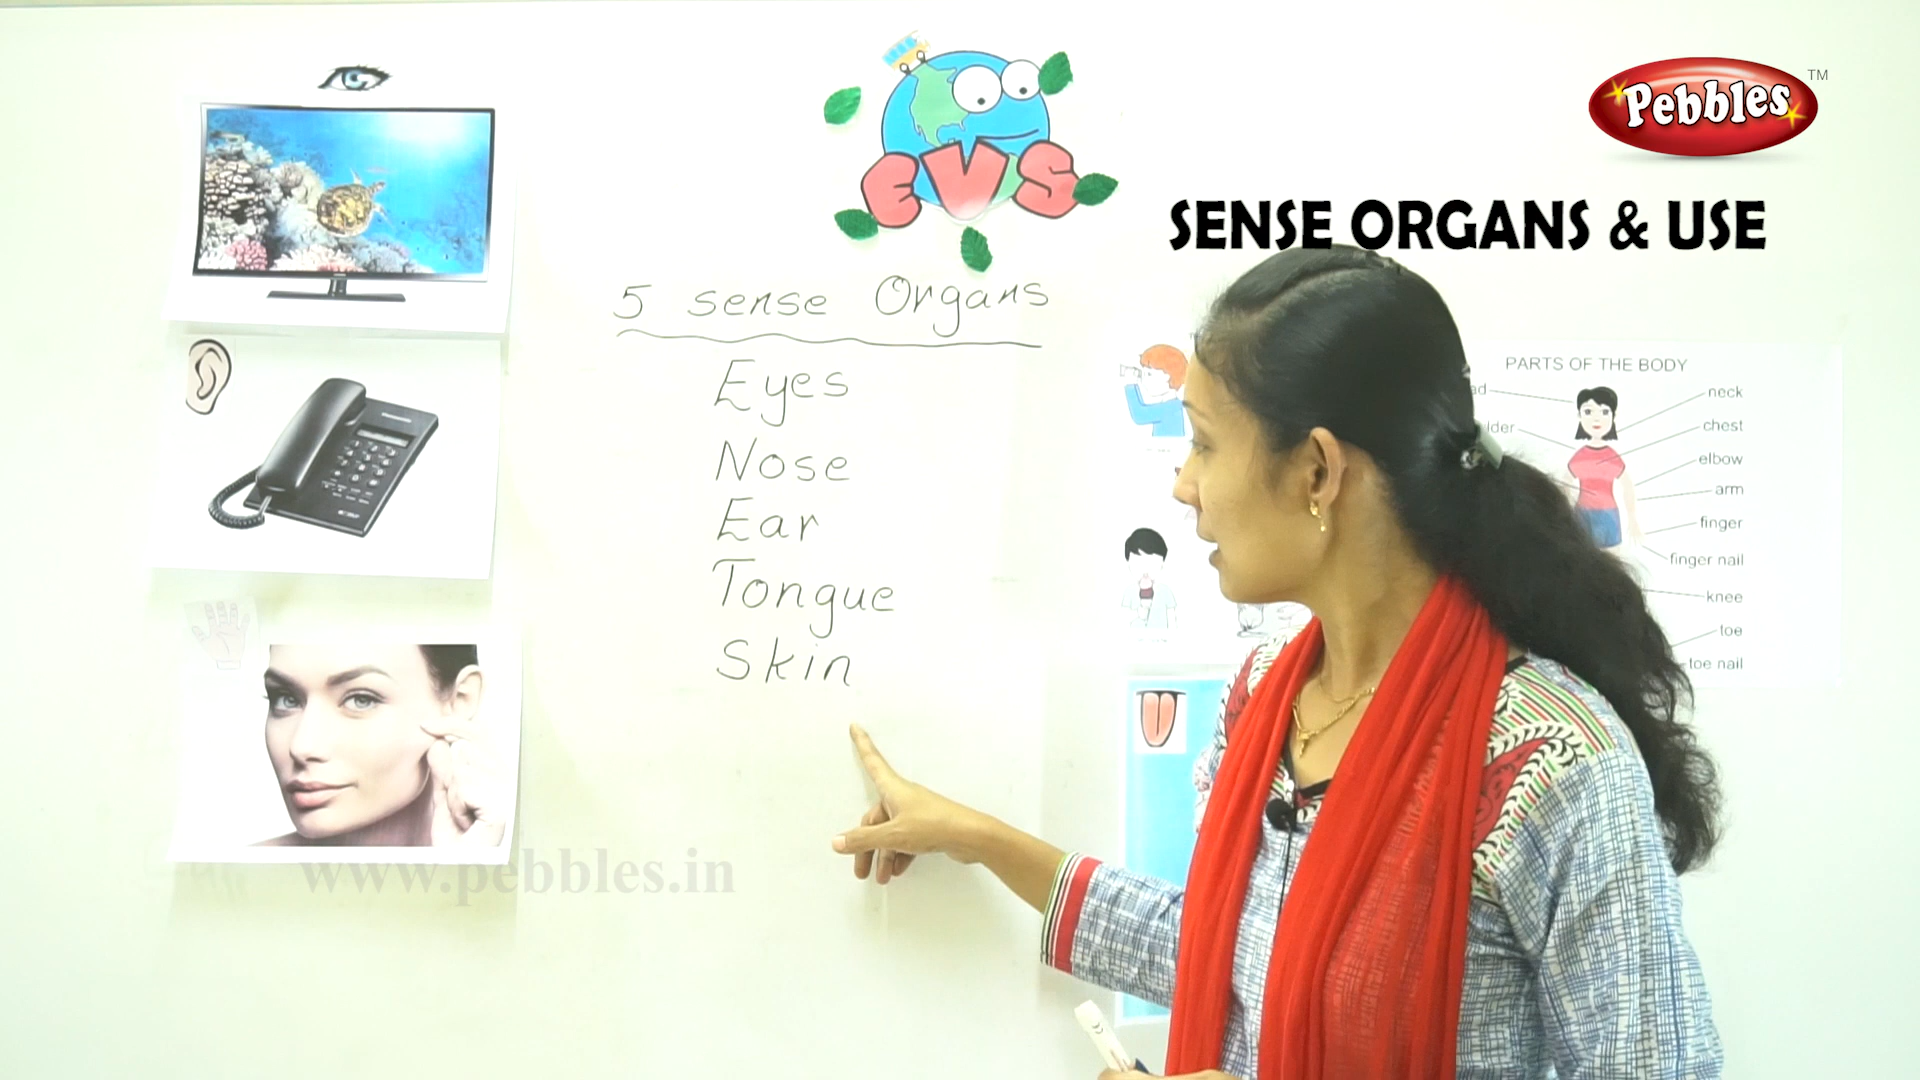 Pebbles TM
EVS
SENSE ORGANS & USE
5 sense Organs
Eyes
Nose
Ear
Tongue
Skin
PARTS OF THE BODY
neck
chest
elbow
arm
finger
finger nail
knee
toe
toe nail
www.pebbles.in